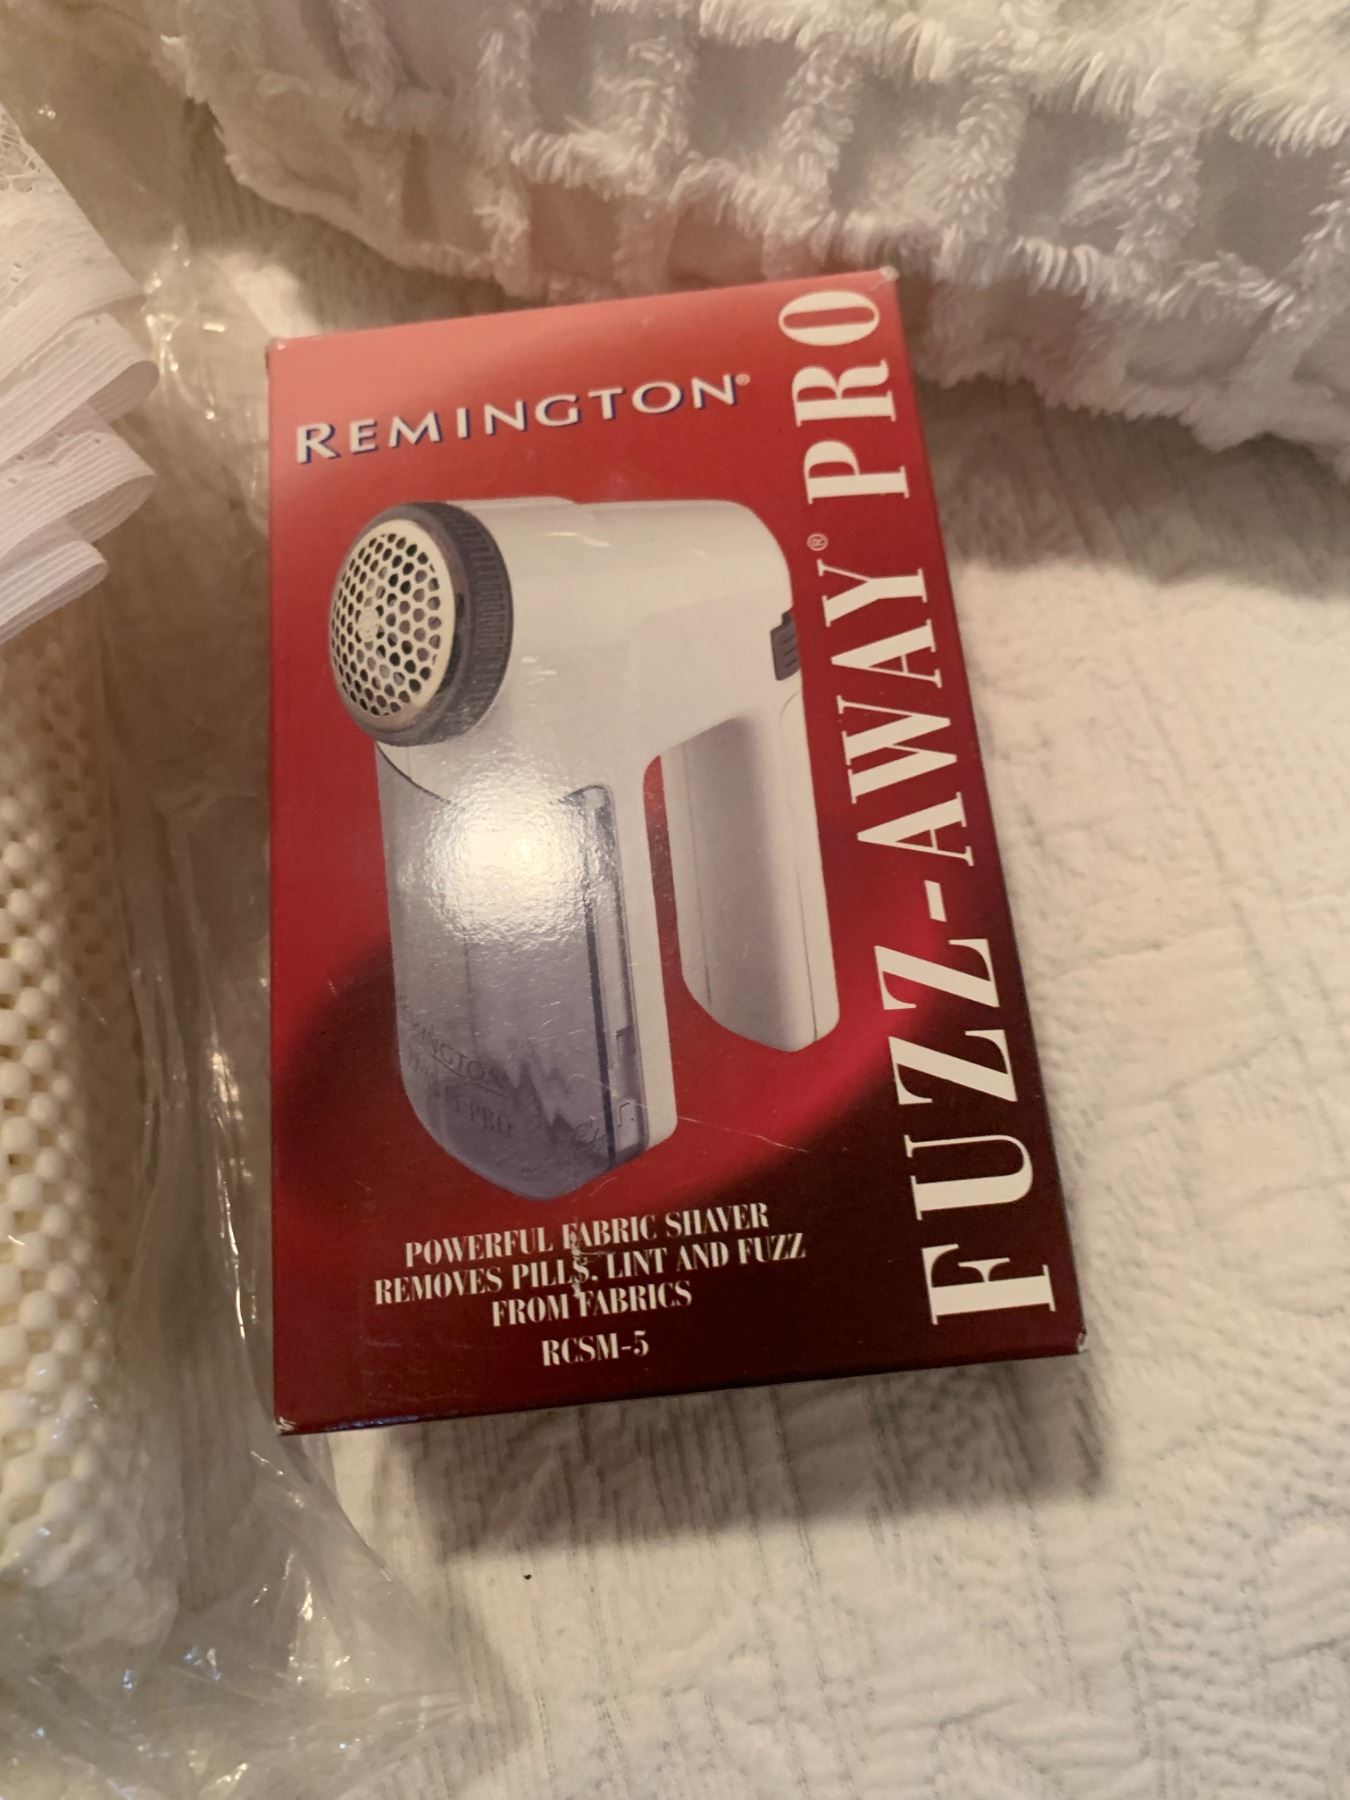 REMINGTON®
FUZZ-AWAY® PRO
POWERFUL FABRIC SHAVER
REMOVES PILLS, LINT AND FUZZ
FROM FABRICS
RCSM-5